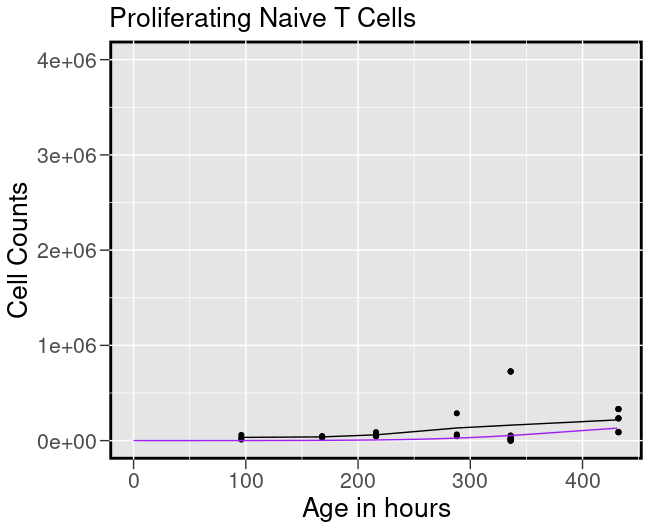 Proliferating Naive T Cells
4e+06
3e+06
2e+06
1e+06
0e+00
Cell Counts
0 100 200 300 400
Age in hours